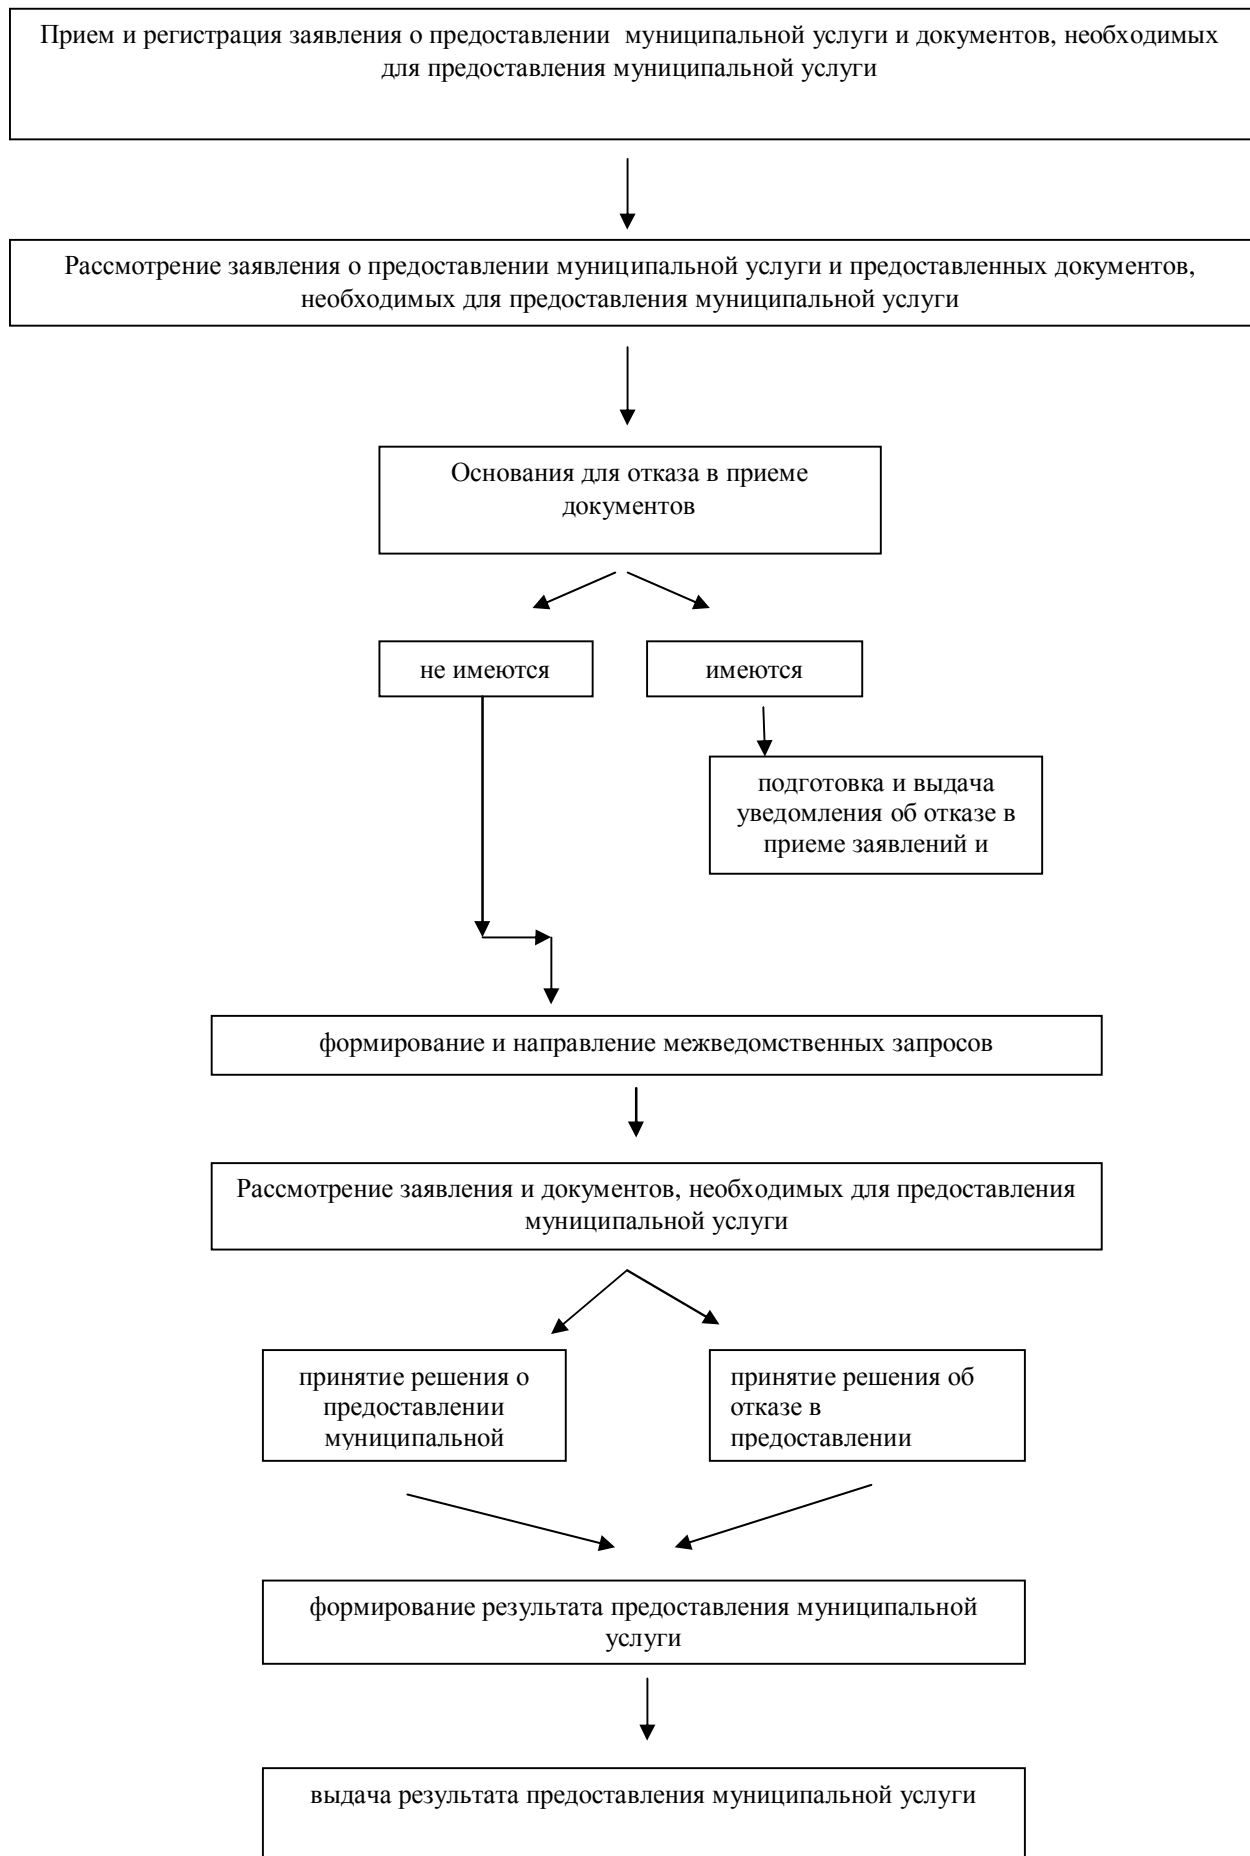 Прием и регистрация заявления о предоставлении муниципальной услуги и документов, необходимых
для предоставления муниципальной услуги
Рассмотрение заявления о предоставлении муниципальной услуги и предоставленных документов,
необходимых для предоставления муниципальной услуги
Основания для отказа в приеме
документов
не имеются
имеются
подготовка и выдача
уведомления об отказе в
приеме заявлений и
формирование и направление межведомственных запросов
Рассмотрение заявления и документов, необходимых для предоставления
муниципальной услуги
принятие решения о
предоставлении
муниципальной
принятие решения об
отказе в
предоставлении
формирование результата предоставления муниципальной
услуги
выдача результата предоставления муниципальной услуги